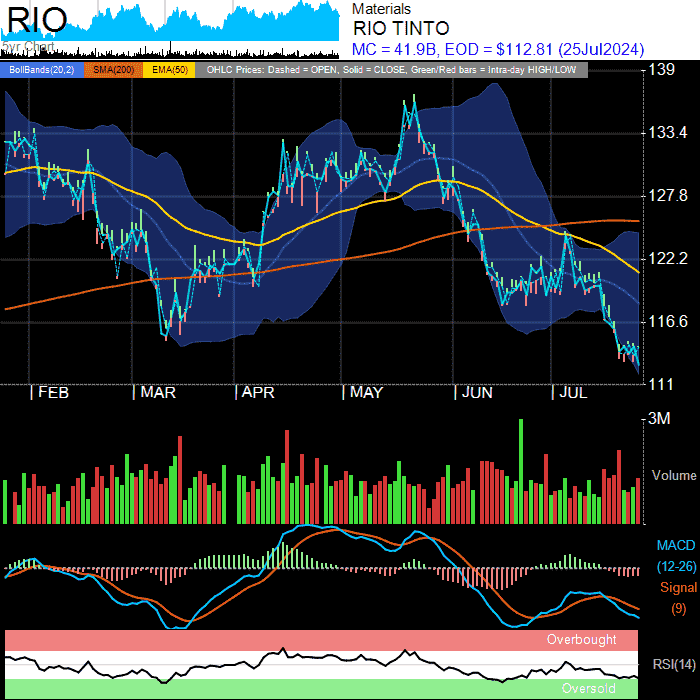 RIO
5yr Chart
Materials
RIO TINTO
MC = 41.9B, EOD = $112.81 (25Jul2024)
BollBands(20,2) SMA(200) EMA(50) OHLC Prices: Dashed = OPEN, Solid = CLOSE, Green/Red bars = Intra-day HIGH/LOW
139
133.4
127.8
122.2
116.6
111
| FEB | MAR | APR | MAY | JUN | JUL
3M
Volume
MACD
(12-26)
Signal
(9)
Overbought
RSI(14)
Oversold